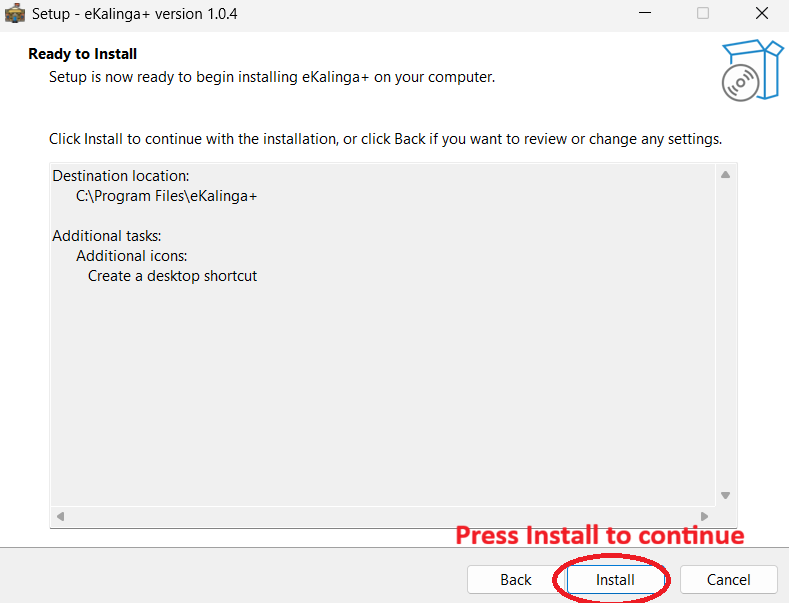 Setup - eKalinga+ version 1.0.4
Ready to Install
Setup is now ready to begin installing eKalinga+ on your computer.
Click Install to continue with the installation, or click Back if you want to review or change any settings.
Destination location:
C:\Program Files\eKalinga+
Additional tasks:
Additional icons:
Create a desktop shortcut
Press Install to continue
Back
Install
Cancel